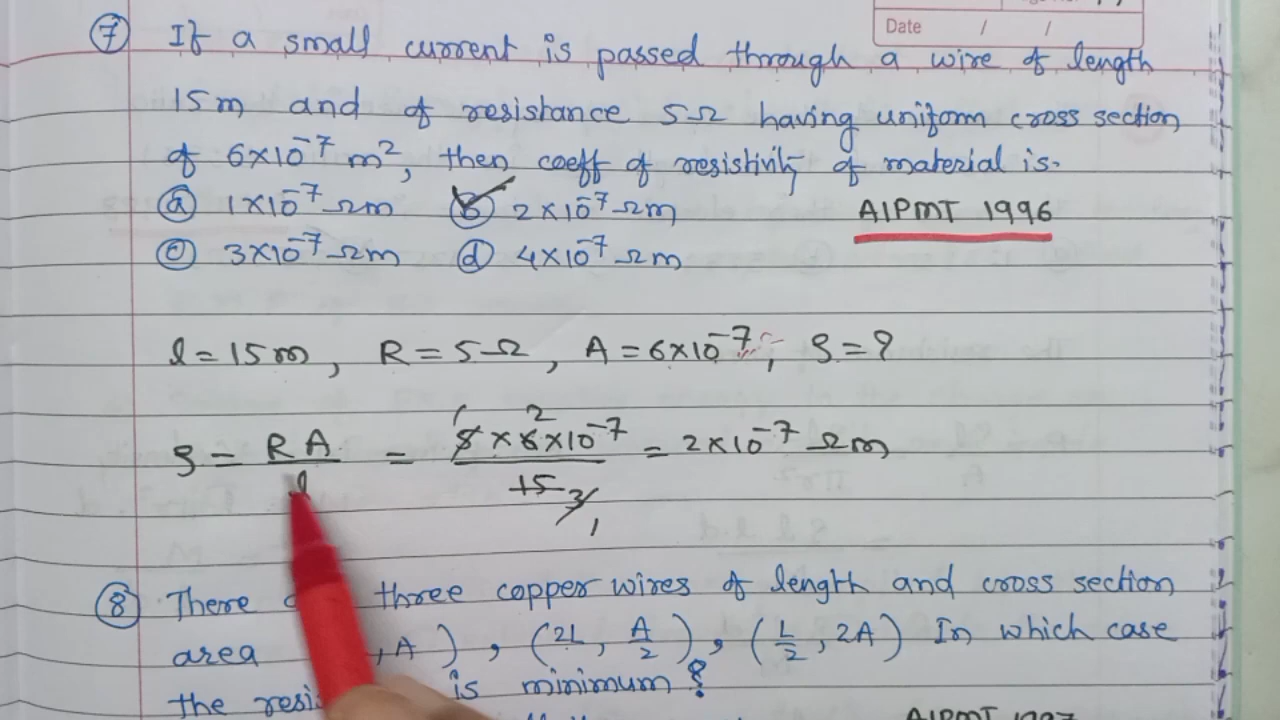 Date / /
⑦ If a small current is passed through a wire of length
15m and of resistance 5Ω having uniform cross section
of 6×10⁻⁷ m², then coeff of resistivity of material is.
ⓐ 1×10⁻⁷ Ωm ⓑ 2×10⁻⁷ Ωm AIPMT 1996
ⓒ 3×10⁻⁷ Ωm ⓓ 4×10⁻⁷ Ωm
l = 15m, R = 5Ω, A = 6×10⁻⁷, ρ = ?
ρ = RA/l = 5×6×10⁻⁷/15 = 2×10⁻⁷ Ωm
⑧ There three copper wires of length and cross section
area , A), (2L, A/2), (L/2, 2A) In which case
the is minimum?
AIPMT 1997